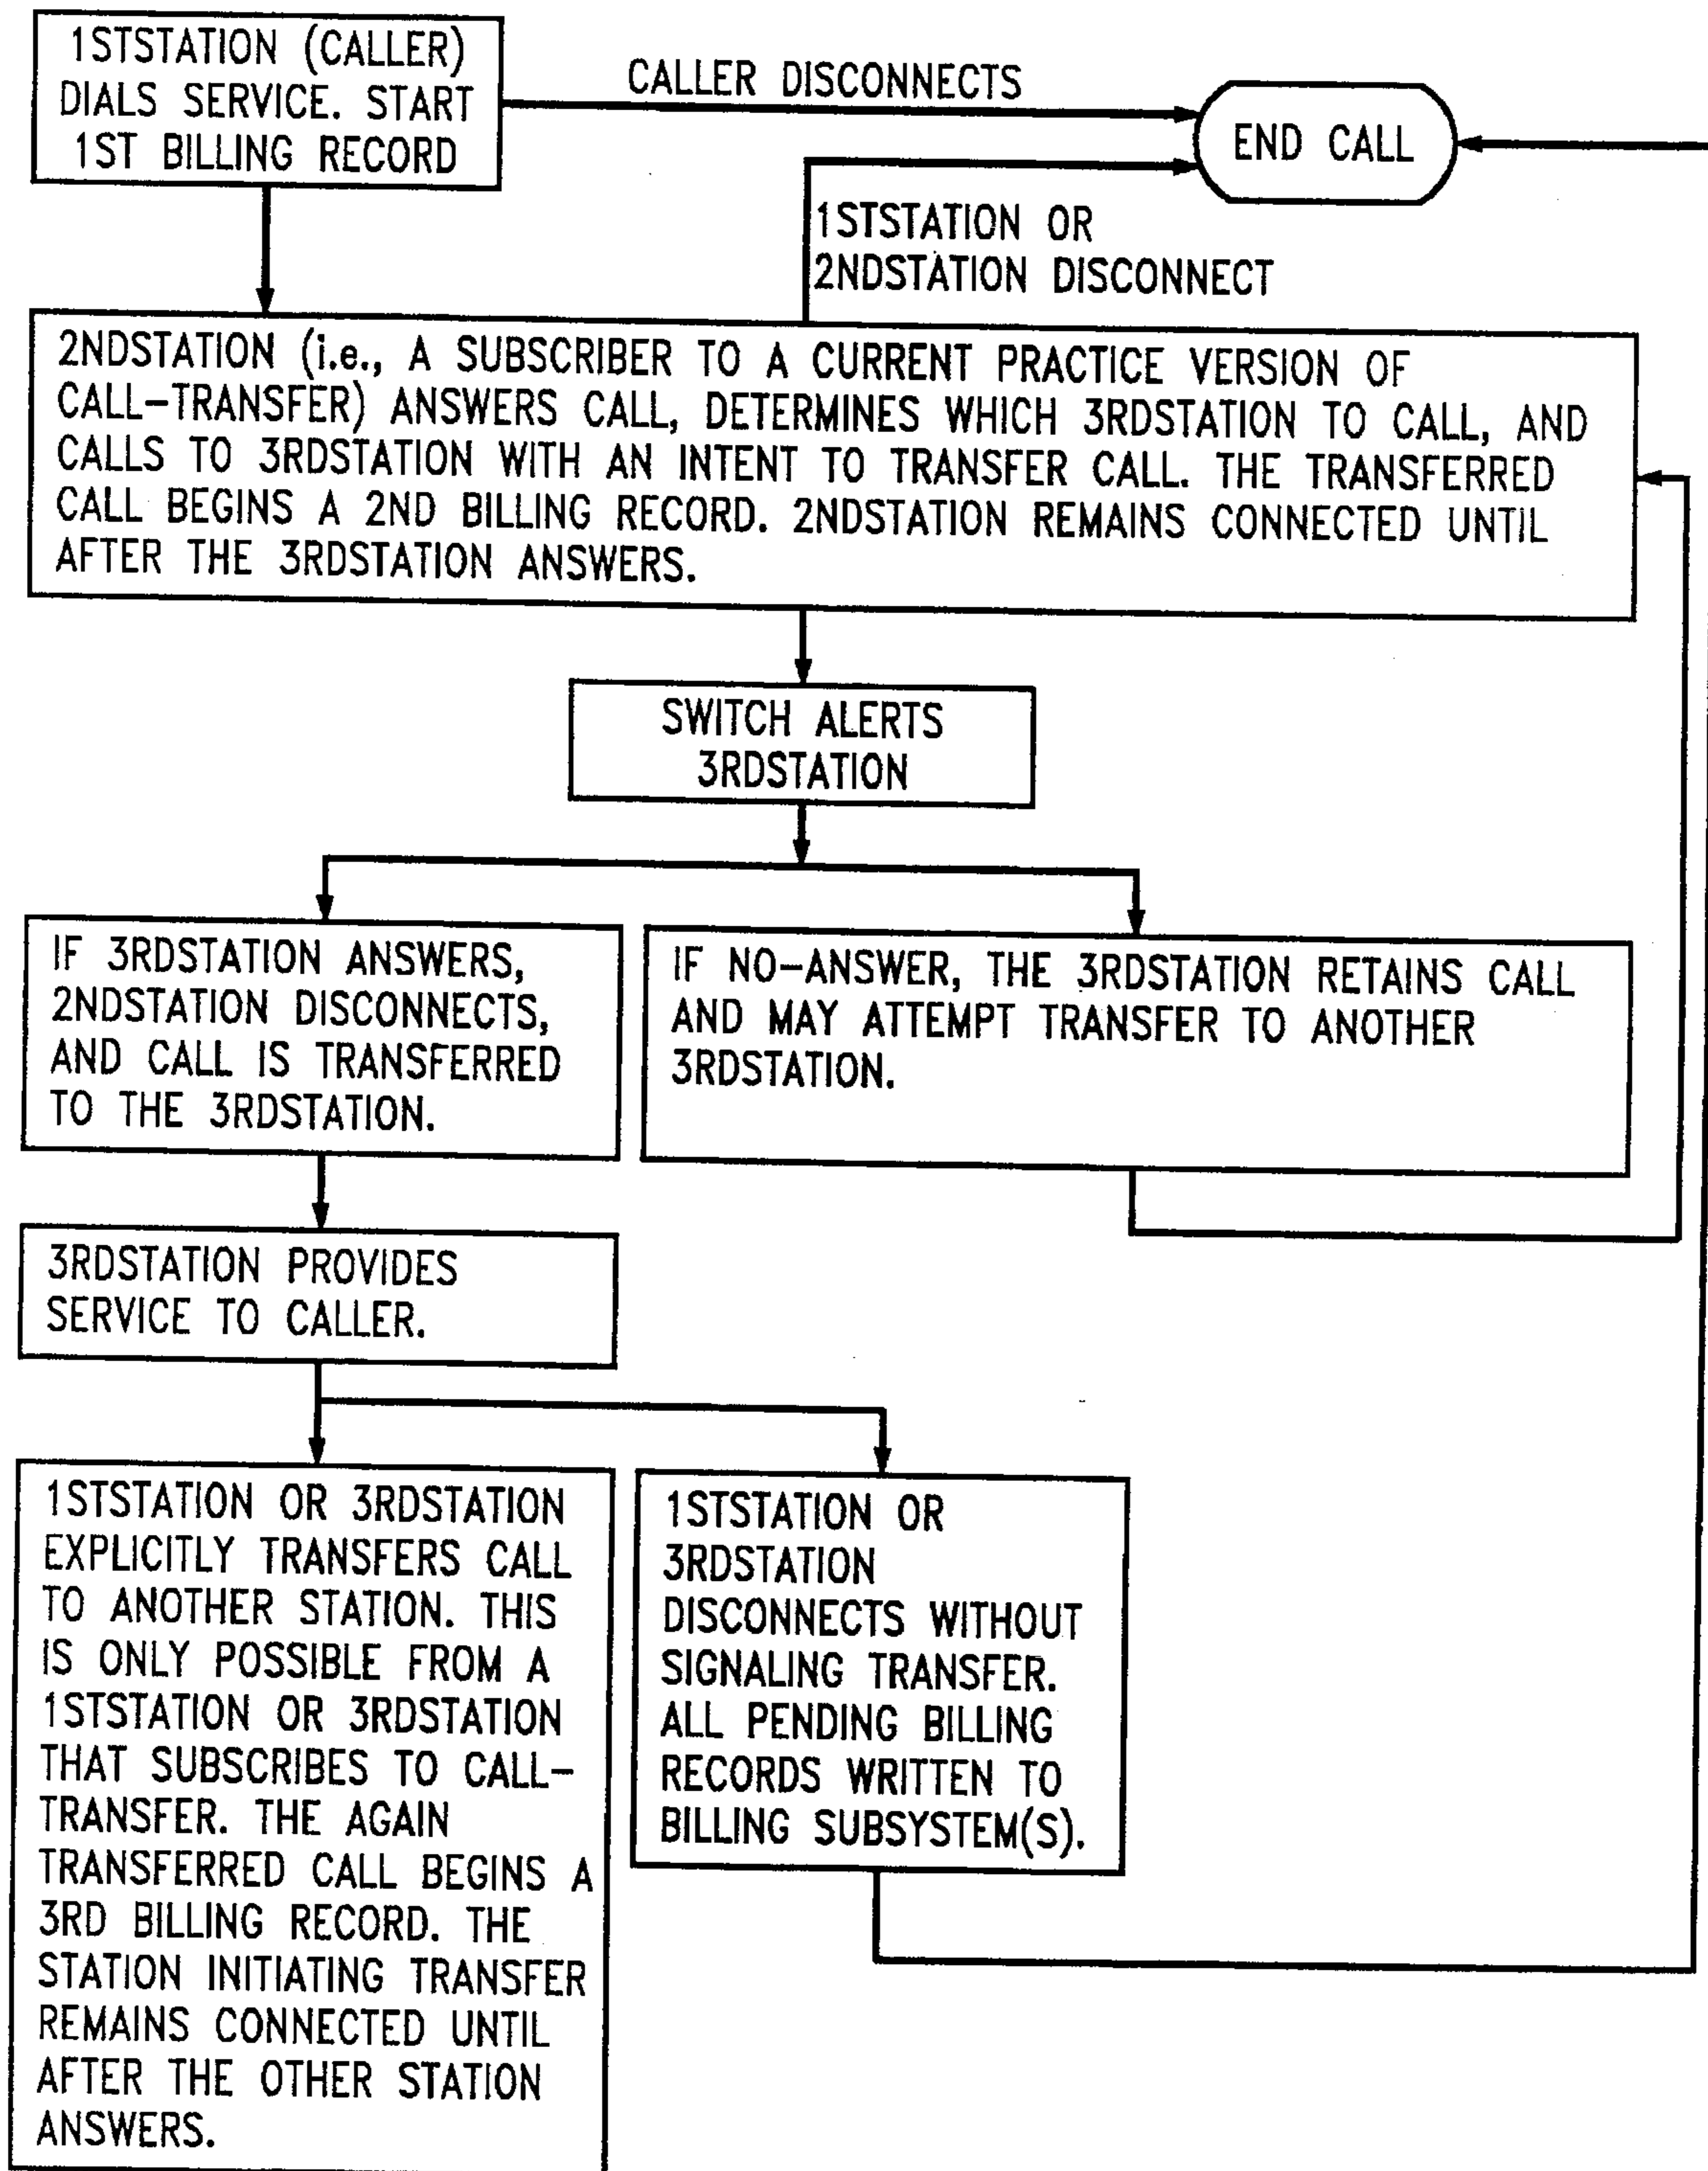 1STSTATION (CALLER)
DIALS SERVICE. START
1ST BILLING RECORD
CALLER DISCONNECTS
END CALL
1STSTATION OR
2NDSTATION DISCONNECT
2NDSTATION (i.e., A SUBSCRIBER TO A CURRENT PRACTICE VERSION OF
CALL-TRANSFER) ANSWERS CALL, DETERMINES WHICH 3RDSTATION TO CALL, AND
CALLS TO 3RDSTATION WITH AN INTENT TO TRANSFER CALL. THE TRANSFERRED
CALL BEGINS A 2ND BILLING RECORD. 2NDSTATION REMAINS CONNECTED UNTIL
AFTER THE 3RDSTATION ANSWERS.
SWITCH ALERTS
3RDSTATION
IF 3RDSTATION ANSWERS,
2NDSTATION DISCONNECTS,
AND CALL IS TRANSFERRED
TO THE 3RDSTATION.
IF NO-ANSWER, THE 3RDSTATION RETAINS CALL
AND MAY ATTEMPT TRANSFER TO ANOTHER
3RDSTATION.
3RDSTATION PROVIDES
SERVICE TO CALLER.
1STSTATION OR 3RDSTATION
EXPLICITLY TRANSFERS CALL
TO ANOTHER STATION. THIS
IS ONLY POSSIBLE FROM A
1STSTATION OR 3RDSTATION
THAT SUBSCRIBES TO CALL-
TRANSFER. THE AGAIN
TRANSFERRED CALL BEGINS A
3RD BILLING RECORD. THE
STATION INITIATING TRANSFER
REMAINS CONNECTED UNTIL
AFTER THE OTHER STATION
ANSWERS.
1STSTATION OR
3RDSTATION
DISCONNECTS WITHOUT
SIGNALING TRANSFER.
ALL PENDING BILLING
RECORDS WRITTEN TO
BILLING SUBSYSTEM(S).